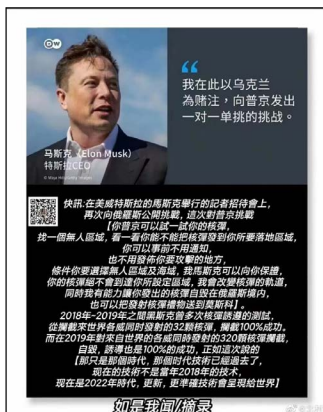 DW
“
我在此以乌克兰
為赌注，向普京发出
一对一单挑的挑战。
马斯克（Elon Musk）
特斯拉CEO
快訊:在美威特斯拉的馬斯克舉行的記者招待會上，
再次向俄羅斯公開挑戰，這次對普京挑戰
【你普京可以試一試你的核彈，
找一個無人區域，看一看你能不能把核彈發到你所要落地區域，
你可以事前不用通知，
也不用發佈你要攻擊的地方，
條件你要選擇無人區域及海域，我馬斯克可以向你保證，
你的核彈絕不會到達你所設定區域，我會改變核彈的軌道，
同時我有能力讓你發出的核彈自毀在俄羅斯境內，
也可以把發射核彈禮物送到莫斯科】。
2018年-2019年之間黑斯克曾多次核彈誘導的測試，
從攔截來世界各威同時發射的32顆核彈，攔截100%成功。
而在2019年對來自世界的各威同時發射的320顆核彈攔截，
自毀，誘導也是100%的成功，正如這次說的
【那只是那個時代，那個时代技术已經過去了，
现在的技術不是當年2018年的技术，
现在是2022年時代，更新，更準確技術會呈現給世界】
如是我闻/摘录